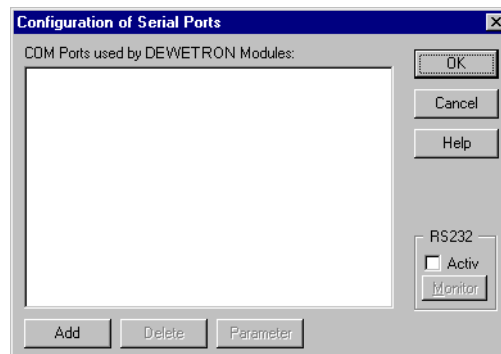 Configuration of Serial Ports
COM Ports used by DEWETRON Modules:
OK
Cancel
Help
RS232
Activ
Monitor
Add
Delete
Parameter